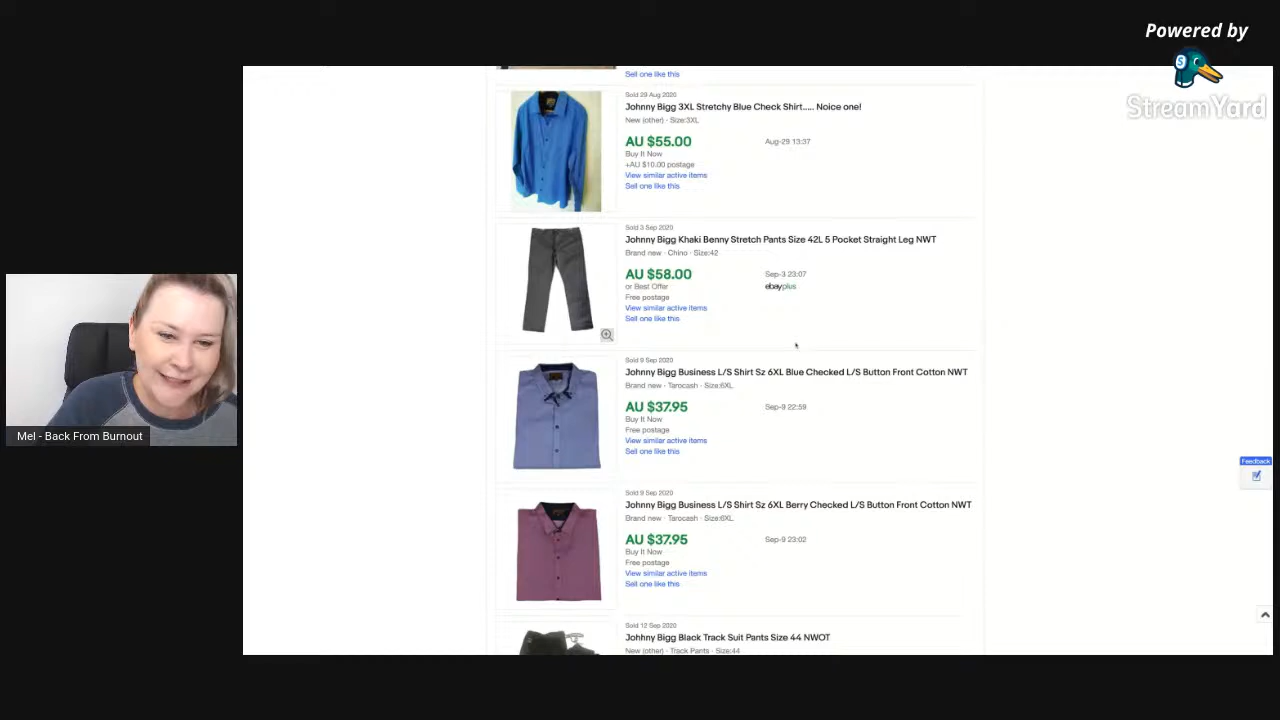 Powered by
StreamYard
Sell one like this
Sold 29 Aug 2020
Johnny Bigg 3XL Stretchy Blue Check Shirt..... Noice one!
New (other) · Size:3XL
AU $55.00
Aug-29 13:37
Buy It Now
+AU $10.00 postage
View similar active items
Sell one like this
Sold 3 Sep 2020
Johnny Bigg Khaki Benny Stretch Pants Size 42L 5 Pocket Straight Leg NWT
Brand new · Chino · Size:42
AU $58.00
Sep-3 23:07
or Best Offer
ebayplus
Free postage
View similar active items
Sell one like this
Sold 9 Sep 2020
Johnny Bigg Business L/S Shirt Sz 6XL Blue Checked L/S Button Front Cotton NWT
Brand new · Tarocash · Size:6XL
AU $37.95
Sep-9 22:59
Buy It Now
Free postage
View similar active items
Sell one like this
Mel - Back From Burnout
Feedback
Sold 9 Sep 2020
Johnny Bigg Business L/S Shirt Sz 6XL Berry Checked L/S Button Front Cotton NWT
Brand new · Tarocash · Size:6XL
AU $37.95
Sep-9 23:02
Buy It Now
Free postage
View similar active items
Sell one like this
Sold 12 Sep 2020
Johhny Bigg Black Track Suit Pants Size 44 NWOT
New (other) · Track Pants · Size:44